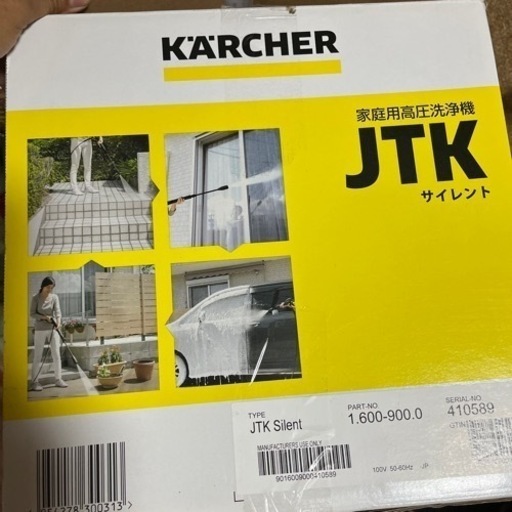 KÄRCHER
家庭用高圧洗浄機
JTK
サイレント
TYPE
JTK Silent
PART-NO.
1.600-900.0
SERIAL-NO
410589
MANUFACTURERS USE ONLY
9016009000410589
100V 50-60Hz JP